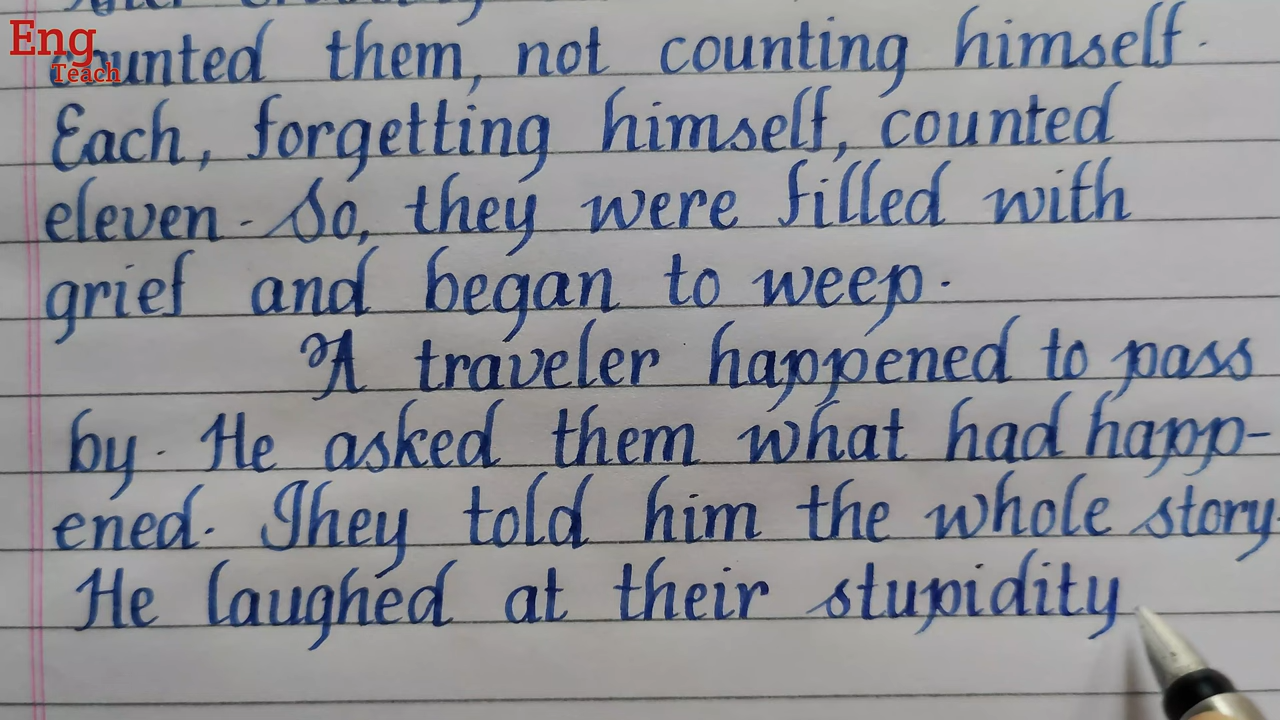 Eng
Teach
counted them, not counting himself.
Each, forgetting himself, counted
eleven. So, they were filled with
grief and began to weep.
A traveler happened to pass
by. He asked them what had happ-
ened. They told him the whole story.
He laughed at their stupidity